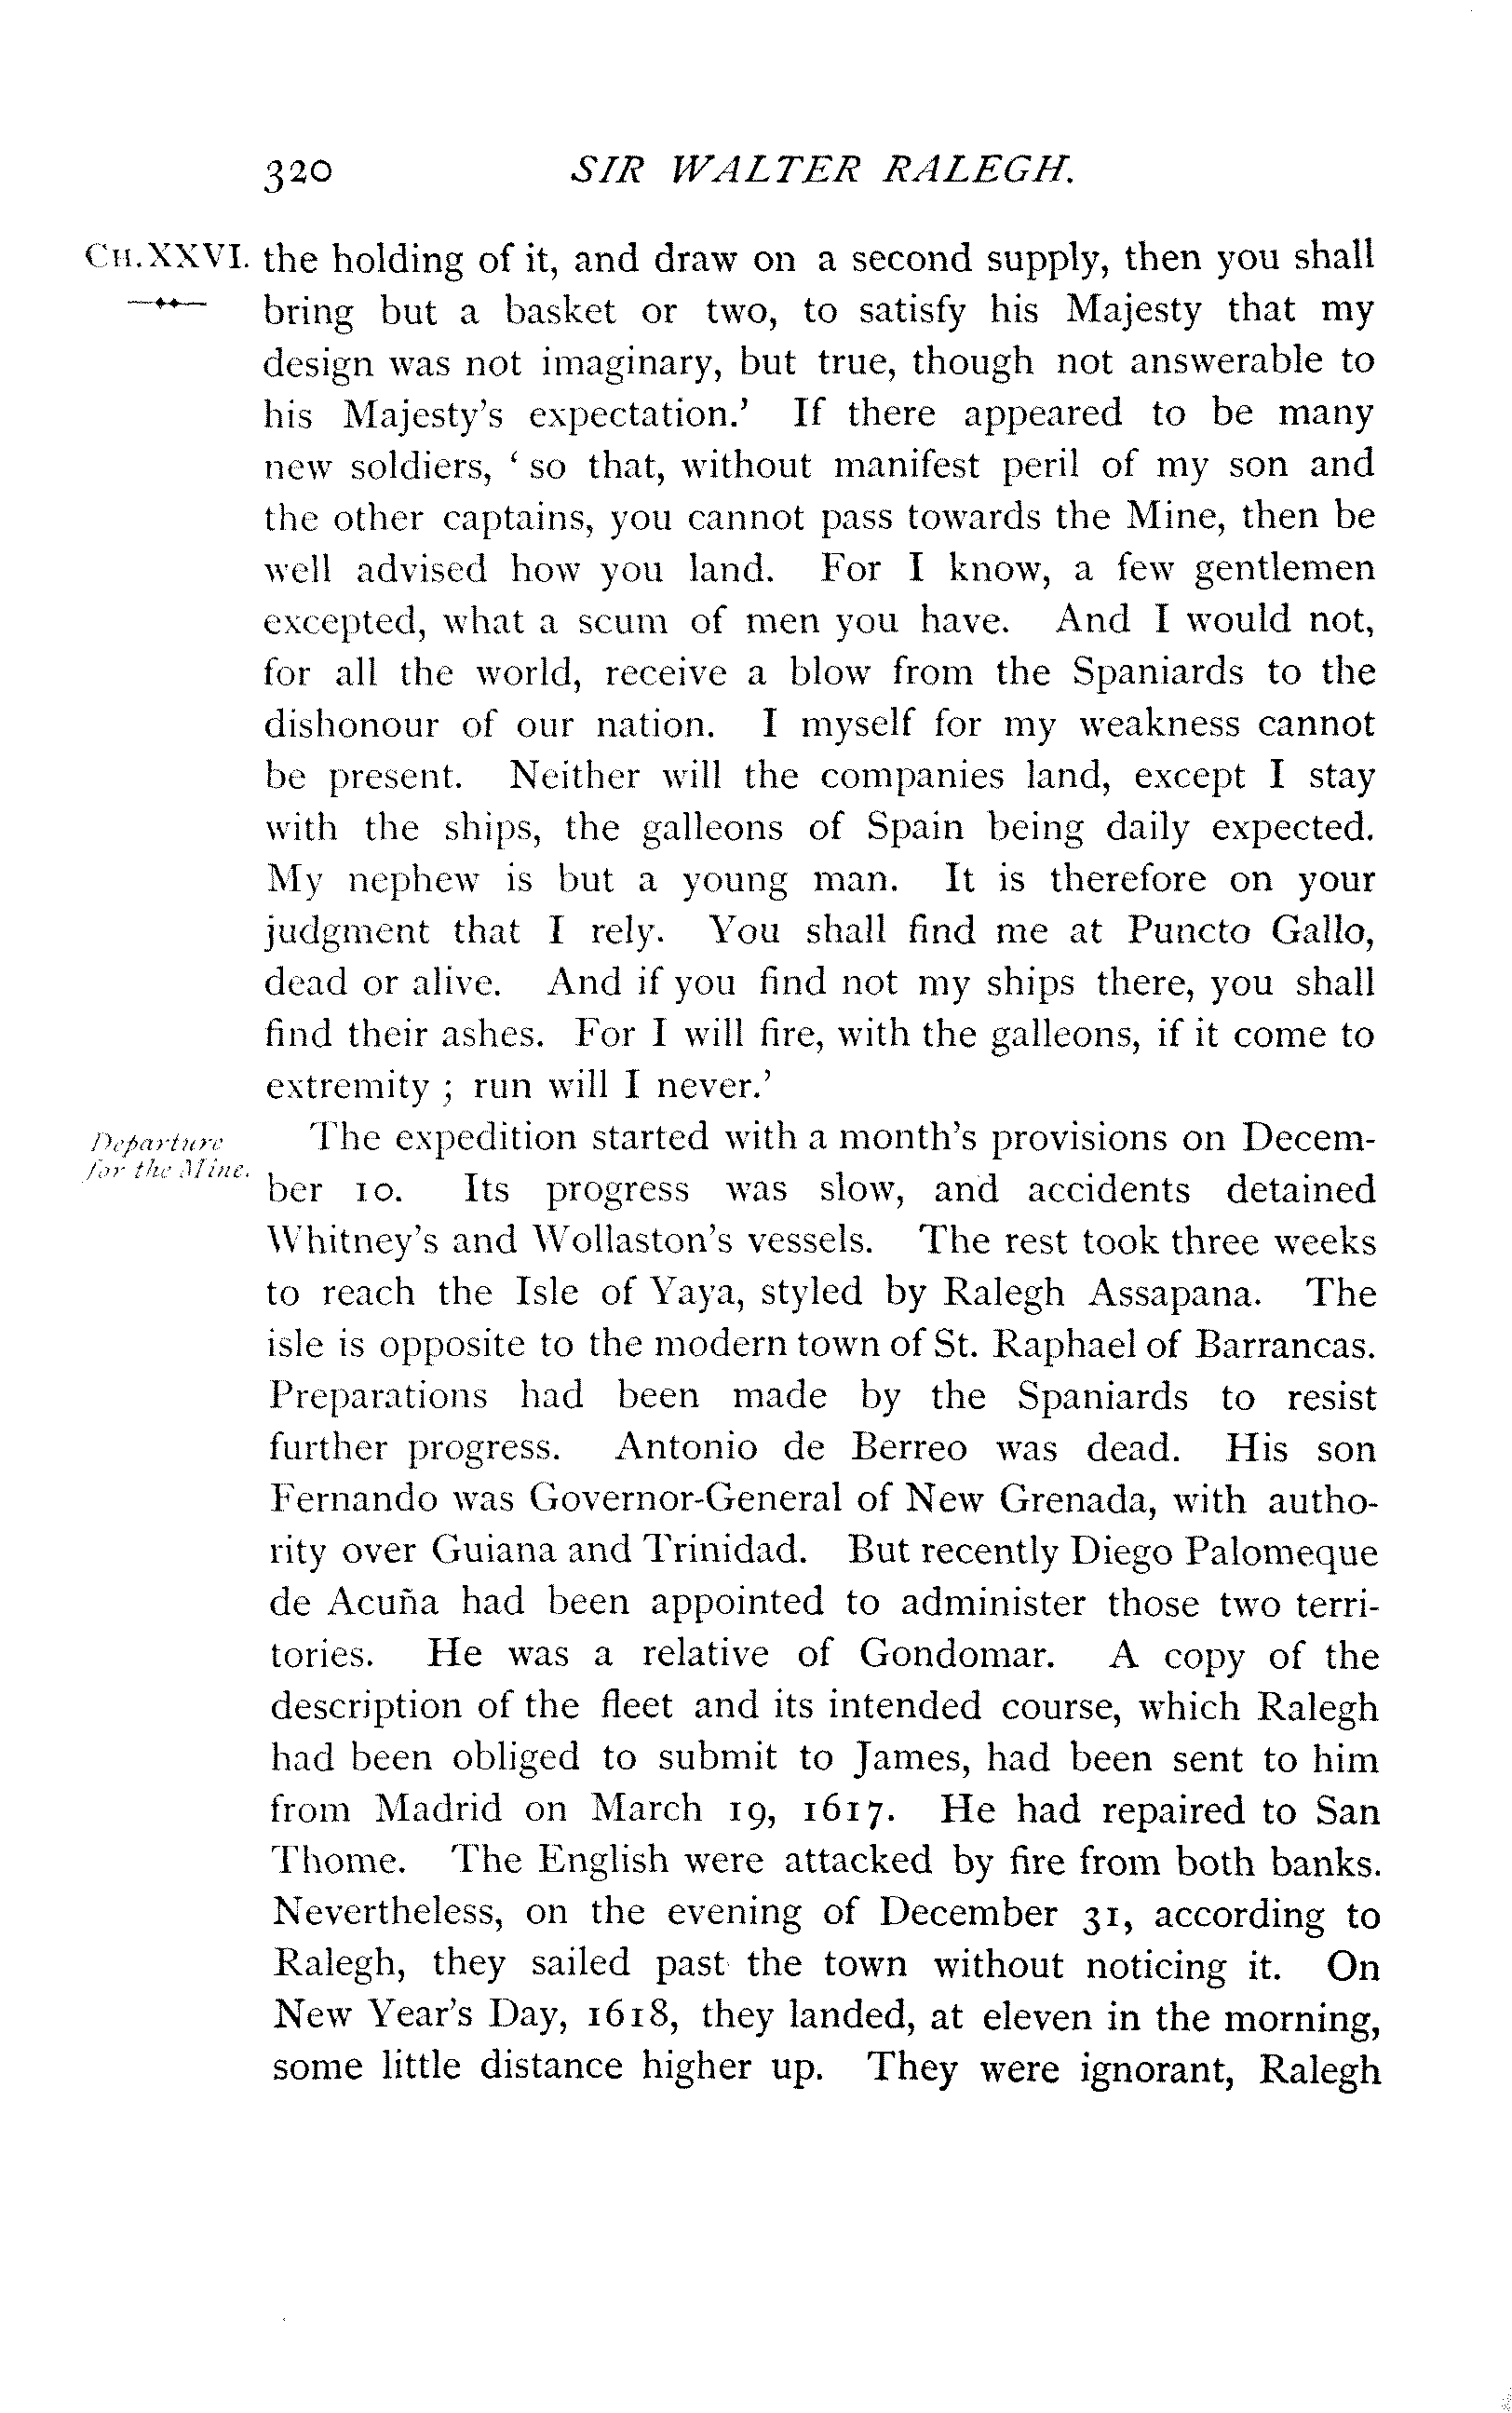 320 SIR WALTER RALEGH.
CH. XXVI. the holding of it, and draw on a second supply, then you shall
bring but a basket or two, to satisfy his Majesty that my
design was not imaginary, but true, though not answerable to
his Majesty's expectation.' If there appeared to be many
new soldiers, ‘ so that, without manifest peril of my son and
the other captains, you cannot pass towards the Mine, then be
well advised how you land. For I know, a few gentlemen
excepted, what a scum of men you have. And I would not,
for all the world, receive a blow from the Spaniards to the
dishonour of our nation. I myself for my weakness cannot
be present. Neither will the companies land, except I stay
with the ships, the galleons of Spain being daily expected.
My nephew is but a young man. It is therefore on your
judgment that I rely. You shall find me at Puncto Gallo,
dead or alive. And if you find not my ships there, you shall
find their ashes. For I will fire, with the galleons, if it come to
extremity ; run will I never.'
Departure
for the Mine.
The expedition started with a month's provisions on Decem-
ber 10. Its progress was slow, and accidents detained
Whitney's and Wollaston's vessels. The rest took three weeks
to reach the Isle of Yaya, styled by Ralegh Assapana. The
isle is opposite to the modern town of St. Raphael of Barrancas.
Preparations had been made by the Spaniards to resist
further progress. Antonio de Berreo was dead. His son
Fernando was Governor-General of New Grenada, with autho-
rity over Guiana and Trinidad. But recently Diego Palomeque
de Acuña had been appointed to administer those two terri-
tories. He was a relative of Gondomar. A copy of the
description of the fleet and its intended course, which Ralegh
had been obliged to submit to James, had been sent to him
from Madrid on March 19, 1617. He had repaired to San
Thome. The English were attacked by fire from both banks.
Nevertheless, on the evening of December 31, according to
Ralegh, they sailed past the town without noticing it. On
New Year's Day, 1618, they landed, at eleven in the morning,
some little distance higher up. They were ignorant, Ralegh